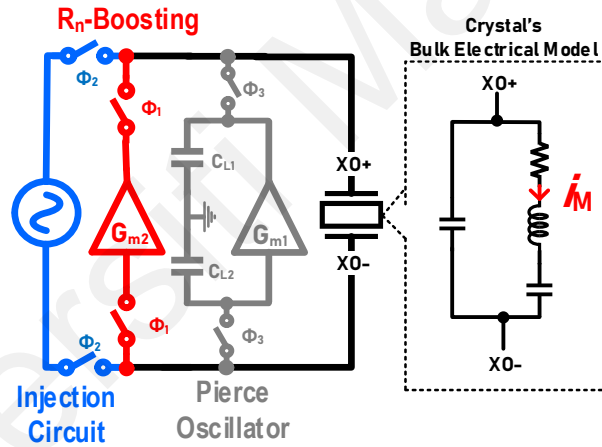 Rn-Boosting
Crystal's
Bulk Electrical Model
Φ2
Φ1
Φ3
XO+
CL1
XO+
iM
Gm2
Gm1
CL2
XO-
Φ2
Φ1
Φ3
XO-
Injection
Circuit
Pierce
Oscillator